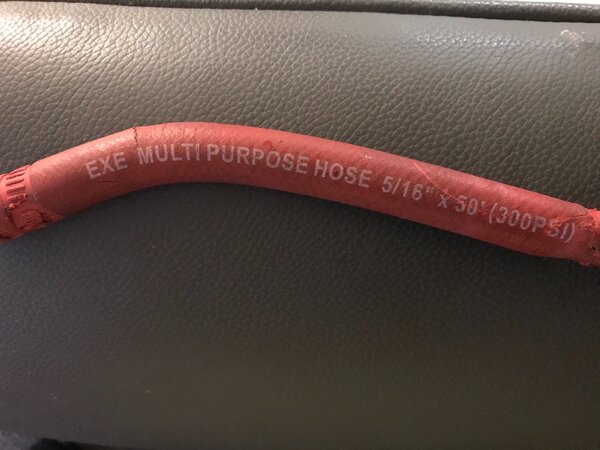 EXE MULTI PURPOSE HOSE 5/16" x 50' (300PSI)